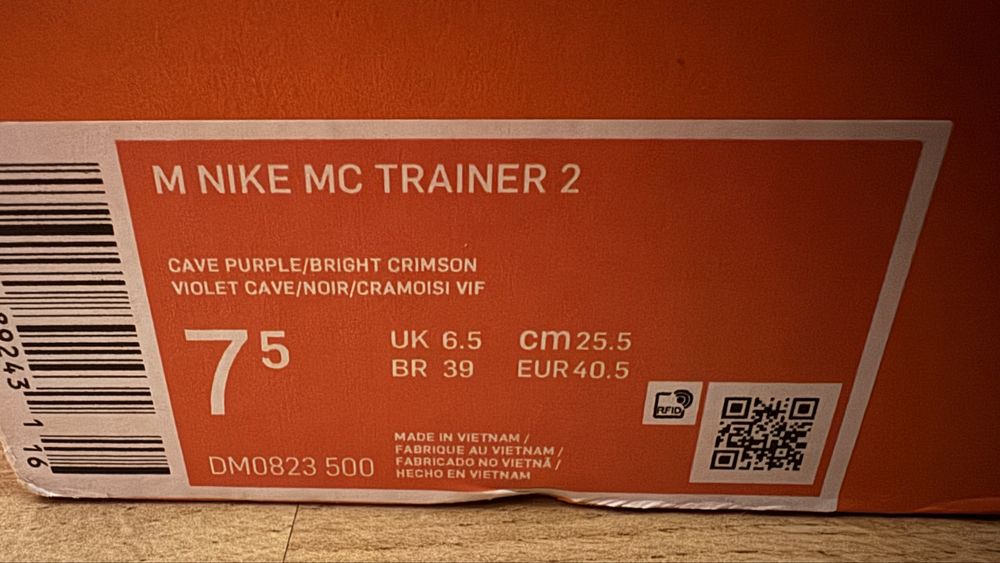 M NIKE MC TRAINER 2
CAVE PURPLE/BRIGHT CRIMSON
VIOLET CAVE/NOIR/CRAMOISI VIF
7 5
UK 6.5 cm 25.5
BR 39 EUR 40.5
RFID
MADE IN VIETNAM /
FABRIQUE AU VIETNAM /
FABRICADO NO VIETNÃ /
HECHO EN VIETNAM
DM0823 500